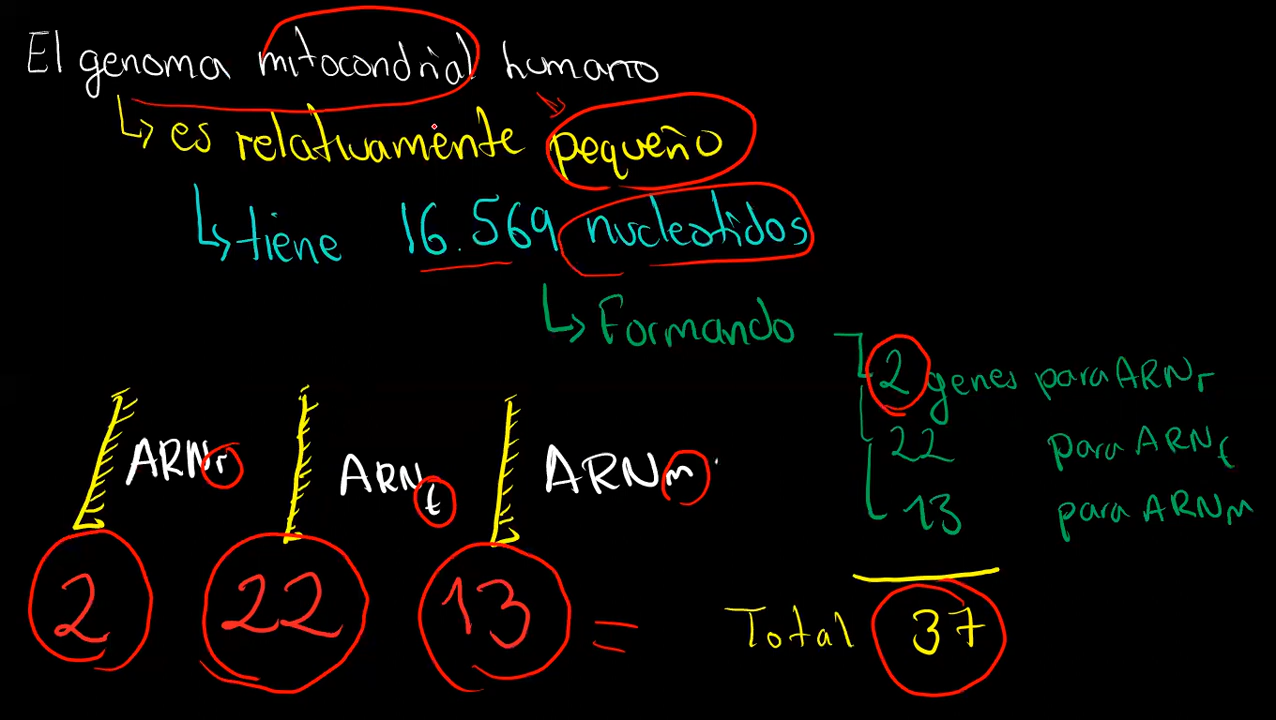 El genoma mitocondrial humano
es relativamente pequeño
tiene 16.569 nucleotidos
Formando
2 genes para ARNr
22 para ARNt
13 para ARNm
ARNr ARNt ARNm
2 22 13 = Total 37